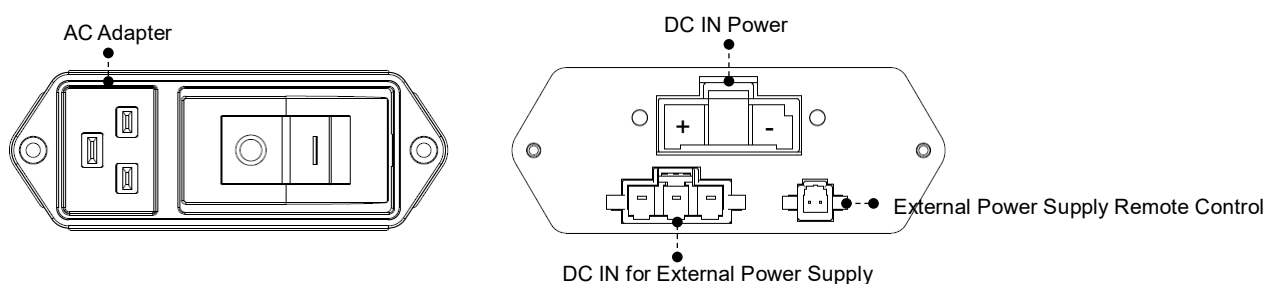 AC Adapter
DC IN Power
+ -
External Power Supply Remote Control
DC IN for External Power Supply